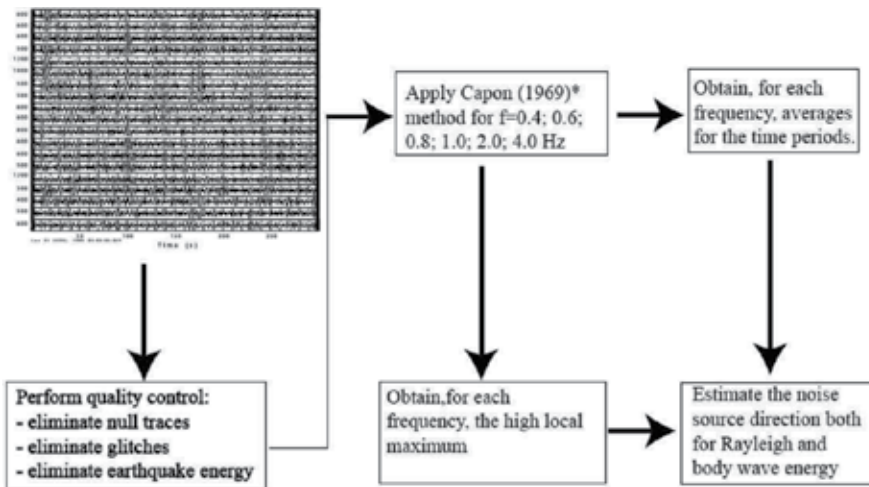 Time (s)
Apply Capon (1969)*
method for f=0.4; 0.6;
0.8; 1.0; 2.0; 4.0 Hz
Obtain, for each
frequency, averages
for the time periods.
Perform quality control:
- eliminate null traces
- eliminate glitches
- eliminate earthquake energy
Obtain,for each
frequency, the high local
maximum
Estimate the noise
source direction both
for Rayleigh and
body wave energy